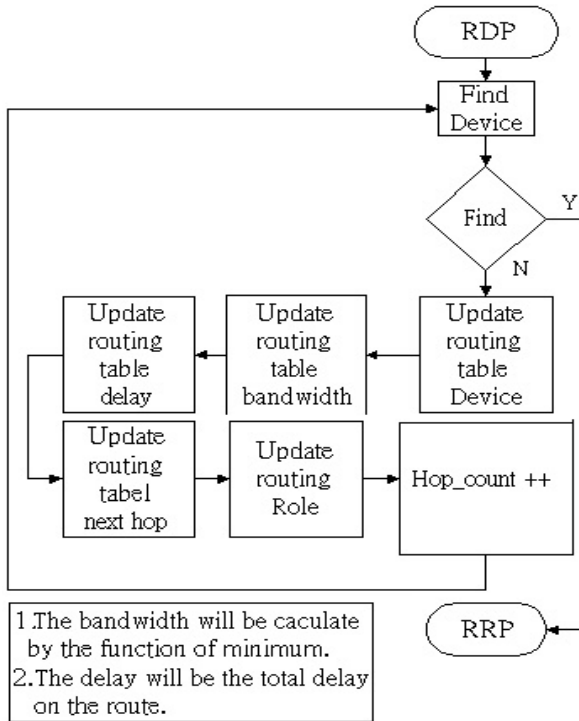 RDP
Find
Device
Find
Y
N
Update
routing
table
Device
Update
routing
table
bandwidth
Update
routing
table
delay
Update
routing
tabel
next hop
Update
routing
Role
Hop_count ++
1.The bandwidth will be caculate
by the function of minimum.
2.The delay will be the total delay
on the route.
RRP